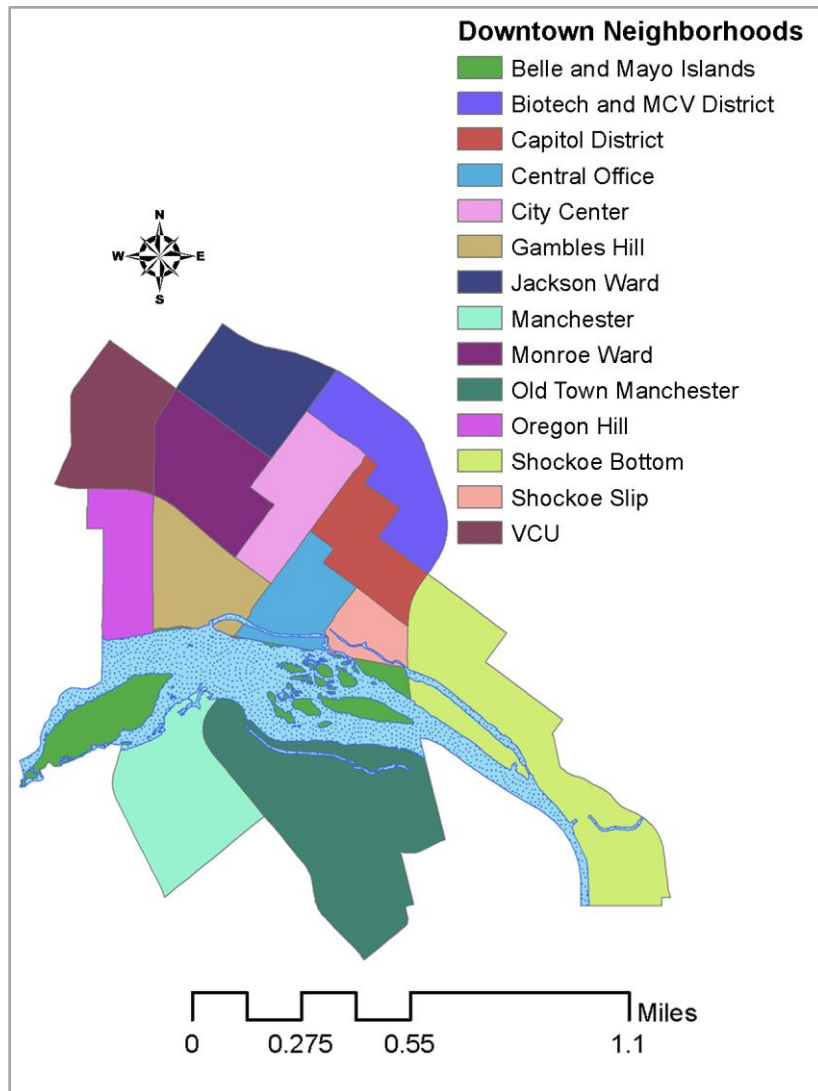 Downtown Neighborhoods
Belle and Mayo Islands
Biotech and MCV District
Capitol District
Central Office
City Center
Gambles Hill
Jackson Ward
Manchester
Monroe Ward
Old Town Manchester
Oregon Hill
Shockoe Bottom
Shockoe Slip
VCU
N
W E
S
Miles
0 0.275 0.55 1.1